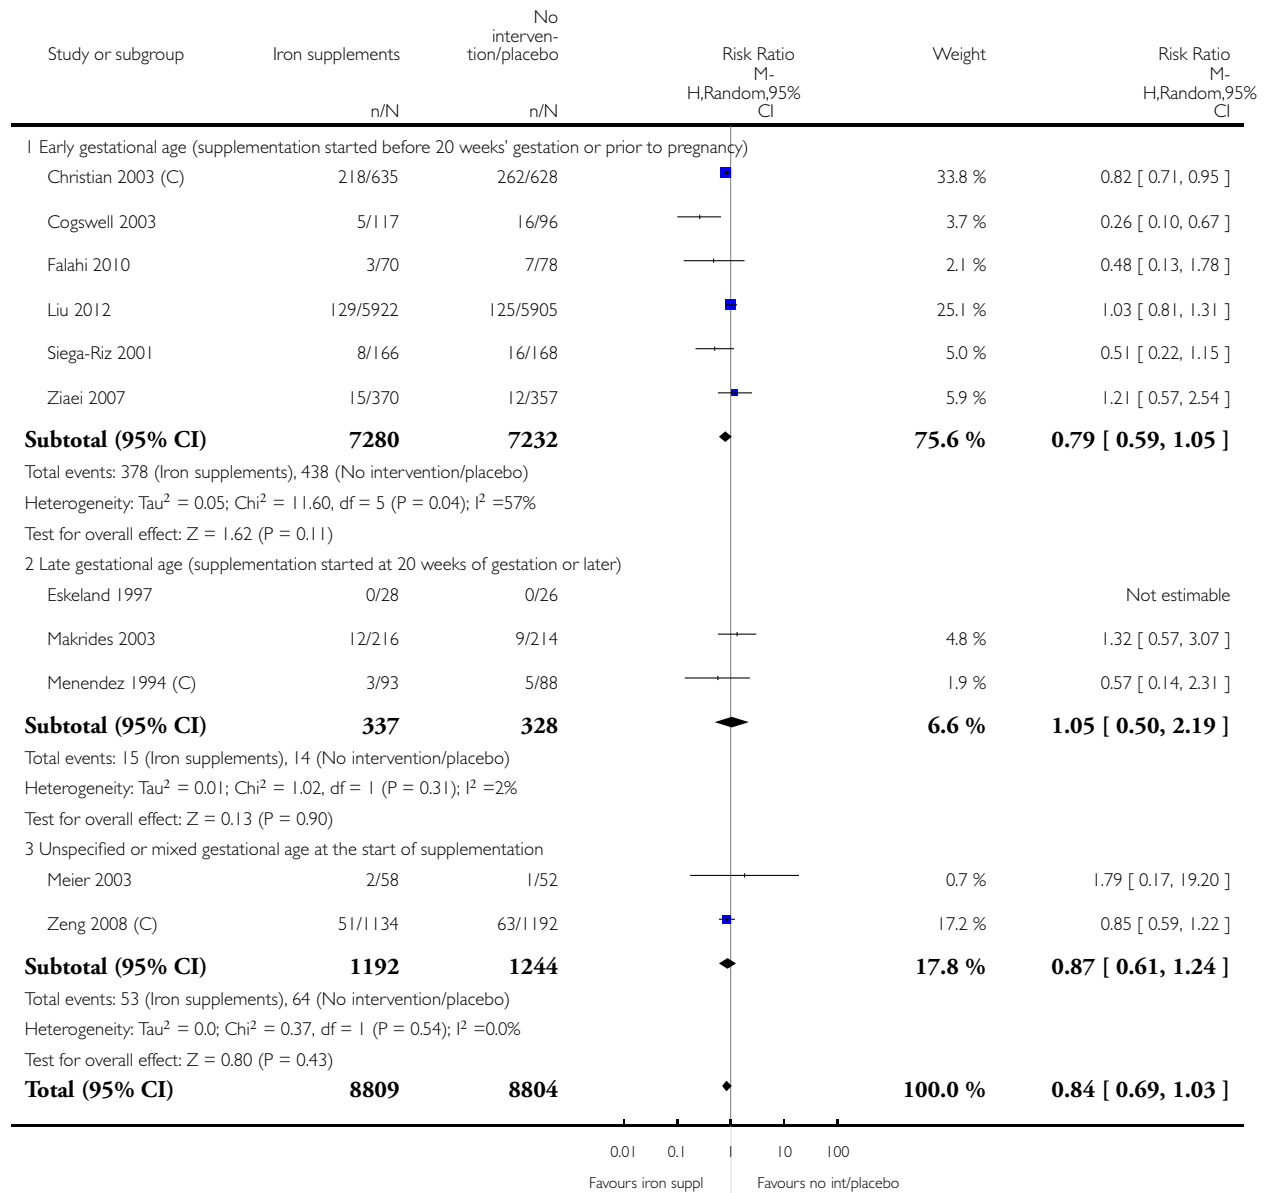 No
interven-
Study or subgroup Iron supplements tion/placebo Risk Ratio Weight Risk Ratio
M- M-
H,Random,95% H,Random,95%
n/N n/N CI CI
1 Early gestational age (supplementation started before 20 weeks’ gestation or prior to pregnancy)
Christian 2003 (C) 218/635 262/628 33.8 % 0.82 [ 0.71, 0.95 ]
Cogswell 2003 5/117 16/96 3.7 % 0.26 [ 0.10, 0.67 ]
Falahi 2010 3/70 7/78 2.1 % 0.48 [ 0.13, 1.78 ]
Liu 2012 129/5922 125/5905 25.1 % 1.03 [ 0.81, 1.31 ]
Siega-Riz 2001 8/166 16/168 5.0 % 0.51 [ 0.22, 1.15 ]
Ziaei 2007 15/370 12/357 5.9 % 1.21 [ 0.57, 2.54 ]
Subtotal (95% CI) 7280 7232 75.6 % 0.79 [ 0.59, 1.05 ]
Total events: 378 (Iron supplements), 438 (No intervention/placebo)
Heterogeneity: Tau² = 0.05; Chi² = 11.60, df = 5 (P = 0.04); I² =57%
Test for overall effect: Z = 1.62 (P = 0.11)
2 Late gestational age (supplementation started at 20 weeks of gestation or later)
Eskeland 1997 0/28 0/26 Not estimable
Makrides 2003 12/216 9/214 4.8 % 1.32 [ 0.57, 3.07 ]
Menendez 1994 (C) 3/93 5/88 1.9 % 0.57 [ 0.14, 2.31 ]
Subtotal (95% CI) 337 328 6.6 % 1.05 [ 0.50, 2.19 ]
Total events: 15 (Iron supplements), 14 (No intervention/placebo)
Heterogeneity: Tau² = 0.01; Chi² = 1.02, df = 1 (P = 0.31); I² =2%
Test for overall effect: Z = 0.13 (P = 0.90)
3 Unspecified or mixed gestational age at the start of supplementation
Meier 2003 2/58 1/52 0.7 % 1.79 [ 0.17, 19.20 ]
Zeng 2008 (C) 51/1134 63/1192 17.2 % 0.85 [ 0.59, 1.22 ]
Subtotal (95% CI) 1192 1244 17.8 % 0.87 [ 0.61, 1.24 ]
Total events: 53 (Iron supplements), 64 (No intervention/placebo)
Heterogeneity: Tau² = 0.0; Chi² = 0.37, df = 1 (P = 0.54); I² =0.0%
Test for overall effect: Z = 0.80 (P = 0.43)
Total (95% CI) 8809 8804 100.0 % 0.84 [ 0.69, 1.03 ]
0.01 0.1 1 10 100
Favours iron suppl Favours no int/placebo